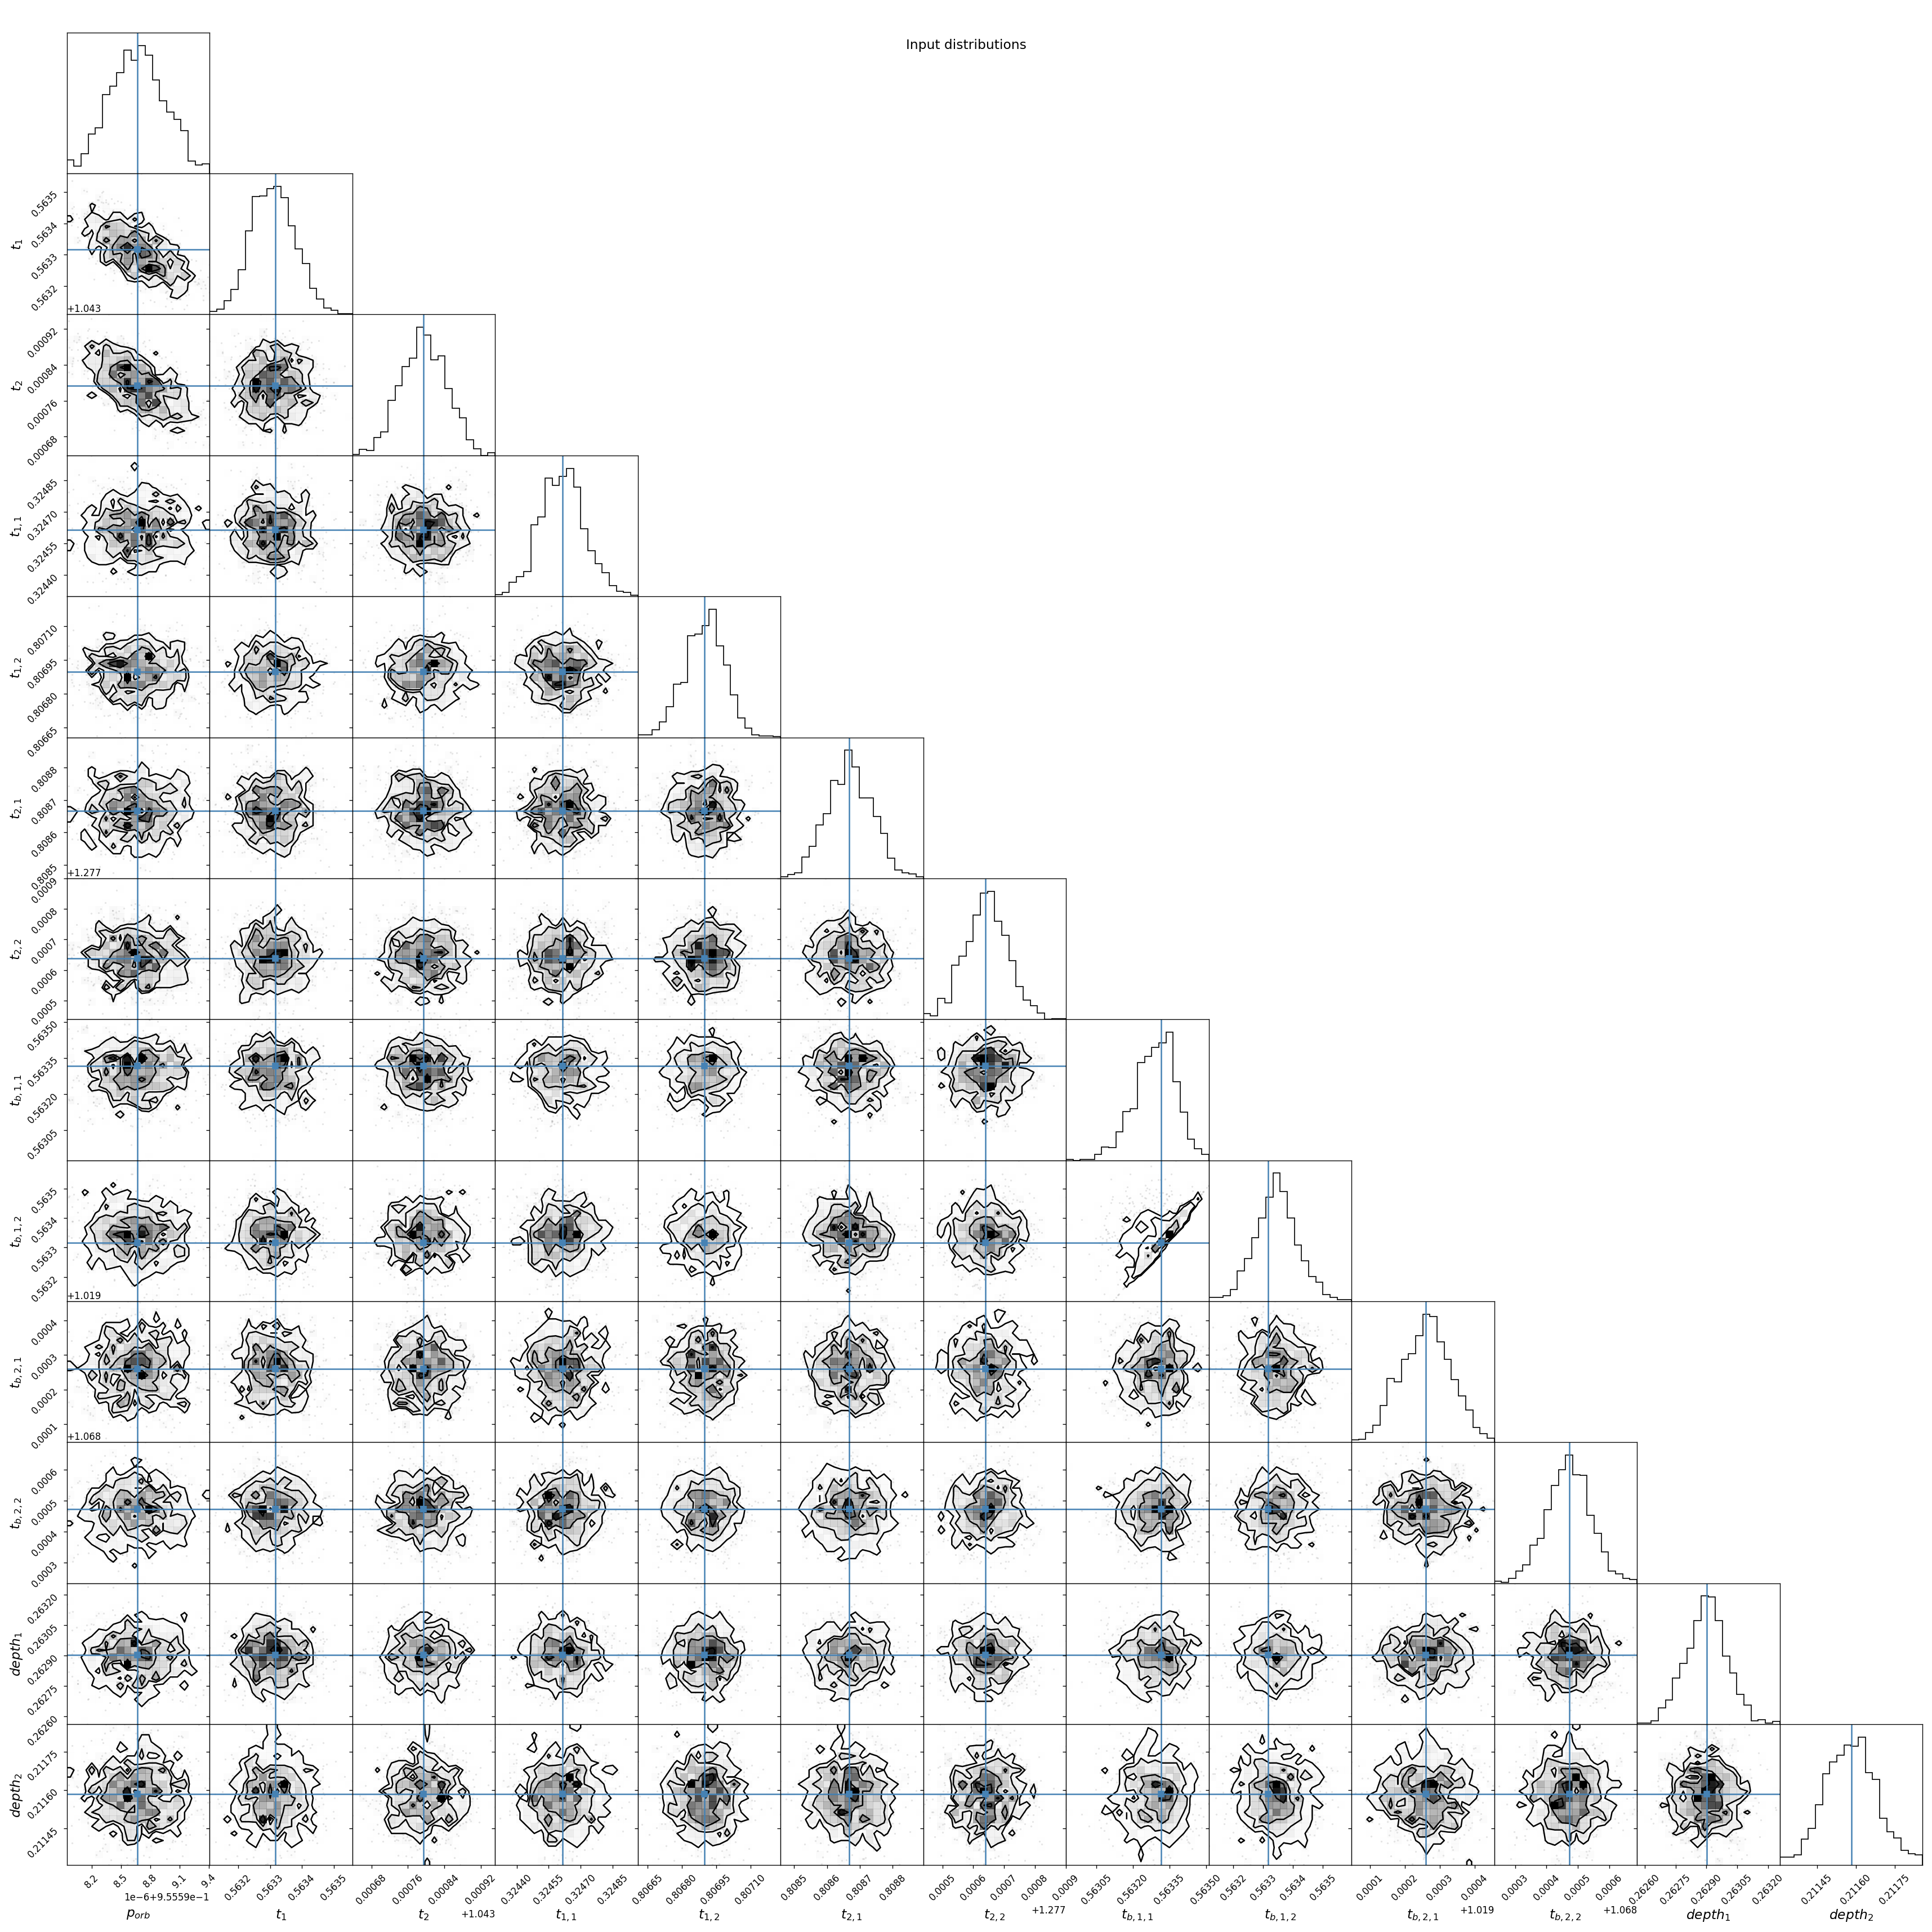 Input distributions
t₁ 0.5635 0.5634 0.5633 0.5632
+1.043
t₂ 0.00092 0.00084 0.00076 0.00068
t₁,₁ 0.32485 0.32470 0.32455 0.32440
t₁,₂ 0.80710 0.80695 0.80680 0.80665
t₂,₁ 0.8088 0.8087 0.8086 0.8085
+1.277
t₂,₂ 0.0009 0.0008 0.0007 0.0006 0.0005
t_b,1,1 0.56350 0.56335 0.56320 0.56305
t_b,1,2 0.5635 0.5634 0.5633 0.5632
+1.019
t_b,2,1 0.0004 0.0003 0.0002 0.0001
+1.068
t_b,2,2 0.0006 0.0005 0.0004 0.0003
depth₁ 0.26320 0.26305 0.26290 0.26275 0.26260
depth₂ 0.21175 0.21160 0.21145
8.2 8.5 8.8 9.1 9.4 0.5632 0.5633 0.5634 0.5635 0.00068 0.00076 0.00084 0.00092 0.32440 0.32455 0.32470 0.32485 0.80665 0.80680 0.80695 0.80710 0.8085 0.8086 0.8087 0.8088 0.0005 0.0006 0.0007 0.0008 0.0009 0.56305 0.56320 0.56335 0.56350 0.5632 0.5633 0.5634 0.5635 0.0001 0.0002 0.0003 0.0004 0.0003 0.0004 0.0005 0.0006 0.26260 0.26275 0.26290 0.26305 0.26320 0.21145 0.21160 0.21175
1e-6+9.5559e-1 +1.043 +1.277 +1.019 +1.068
p_orb t₁ t₂ t₁,₁ t₁,₂ t₂,₁ t₂,₂ t_b,1,1 t_b,1,2 t_b,2,1 t_b,2,2 depth₁ depth₂